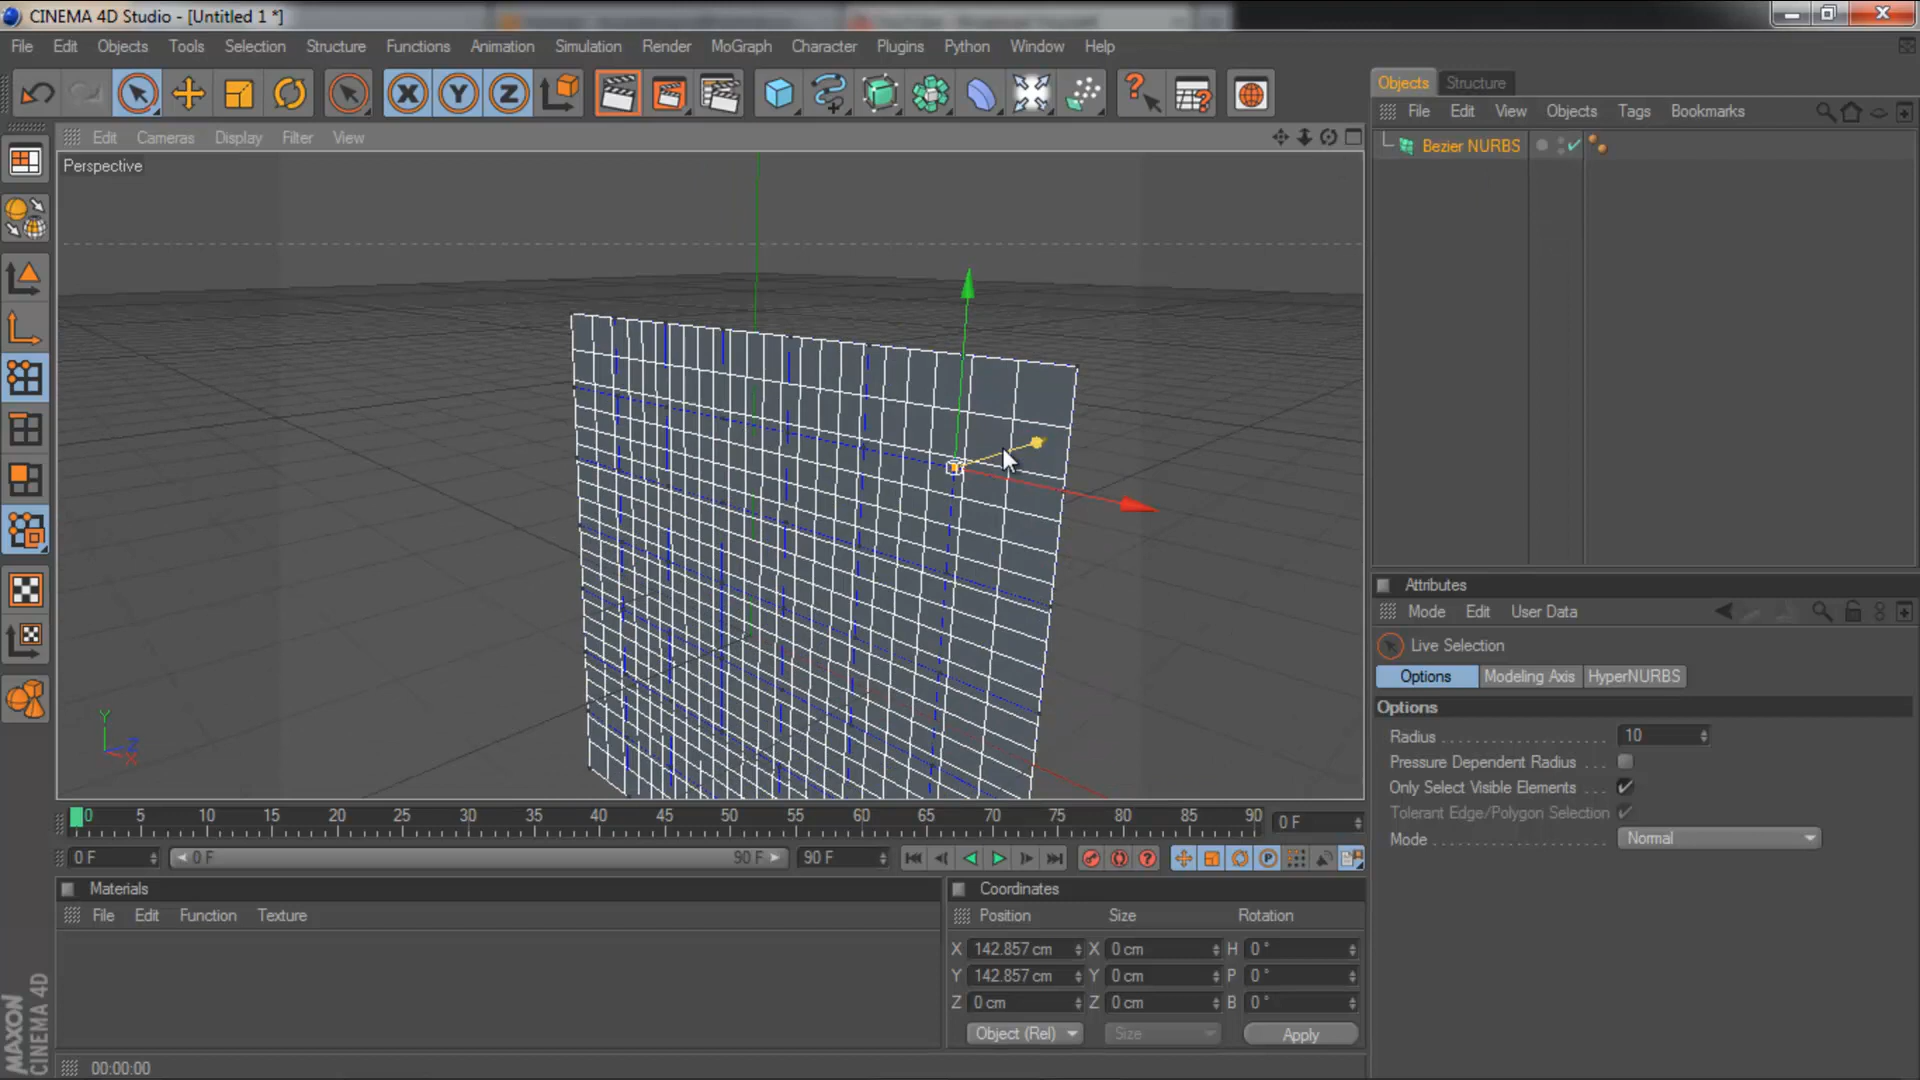 CINEMA 4D Studio - [Untitled 1 *]
File Edit Objects Tools Selection Structure Functions Animation Simulation Render MoGraph Character Plugins Python Window Help
Objects Structure
File Edit View Objects Tags Bookmarks
Bezier NURBS
Edit Cameras Display Filter View
Perspective
X Y Z
Y
Z
X
Attributes
Mode Edit User Data
Live Selection
Options Modeling Axis HyperNURBS
Options
Radius 10
Pressure Dependent Radius
Only Select Visible Elements
Tolerant Edge/Polygon Selection
Mode Normal
0 5 10 15 20 25 30 35 40 45 50 55 60 65 70 75 80 85 90 0 F
0 F 0 F 90 F 90 F
Materials
File Edit Function Texture
Coordinates
Position Size Rotation
X 142.857 cm X 0 cm H 0 °
Y 142.857 cm Y 0 cm P 0 °
Z 0 cm Z 0 cm B 0 °
Object (Rel) Size Apply
MAXON
CINEMA 4D
00:00:00